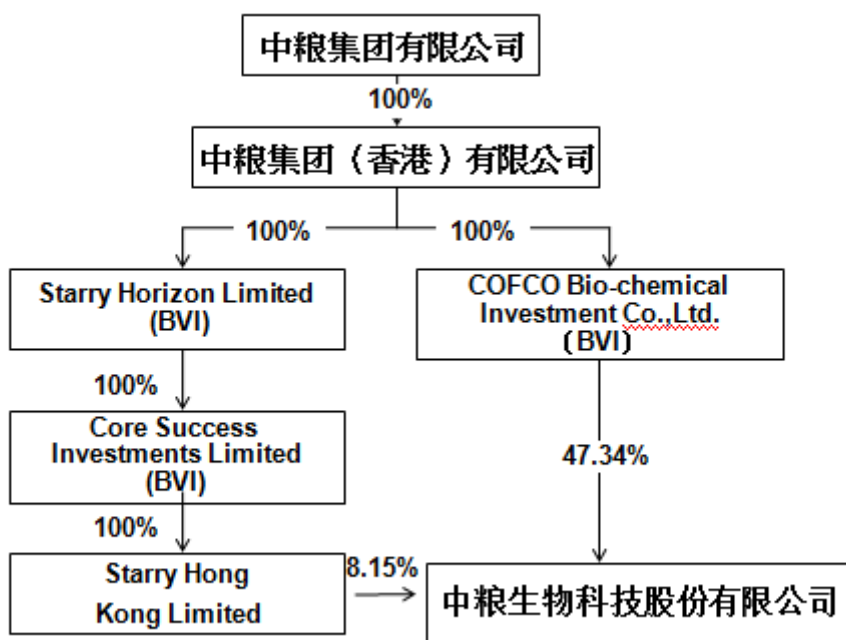 中粮集团有限公司
100%
中粮集团（香港）有限公司
100%
100%
Starry Horizon Limited
(BVI)
COFCO Bio-chemical
Investment Co.,Ltd.
(BVI)
100%
Core Success
Investments Limited
(BVI)
47.34%
100%
Starry Hong
Kong Limited
8.15%
中粮生物科技股份有限公司